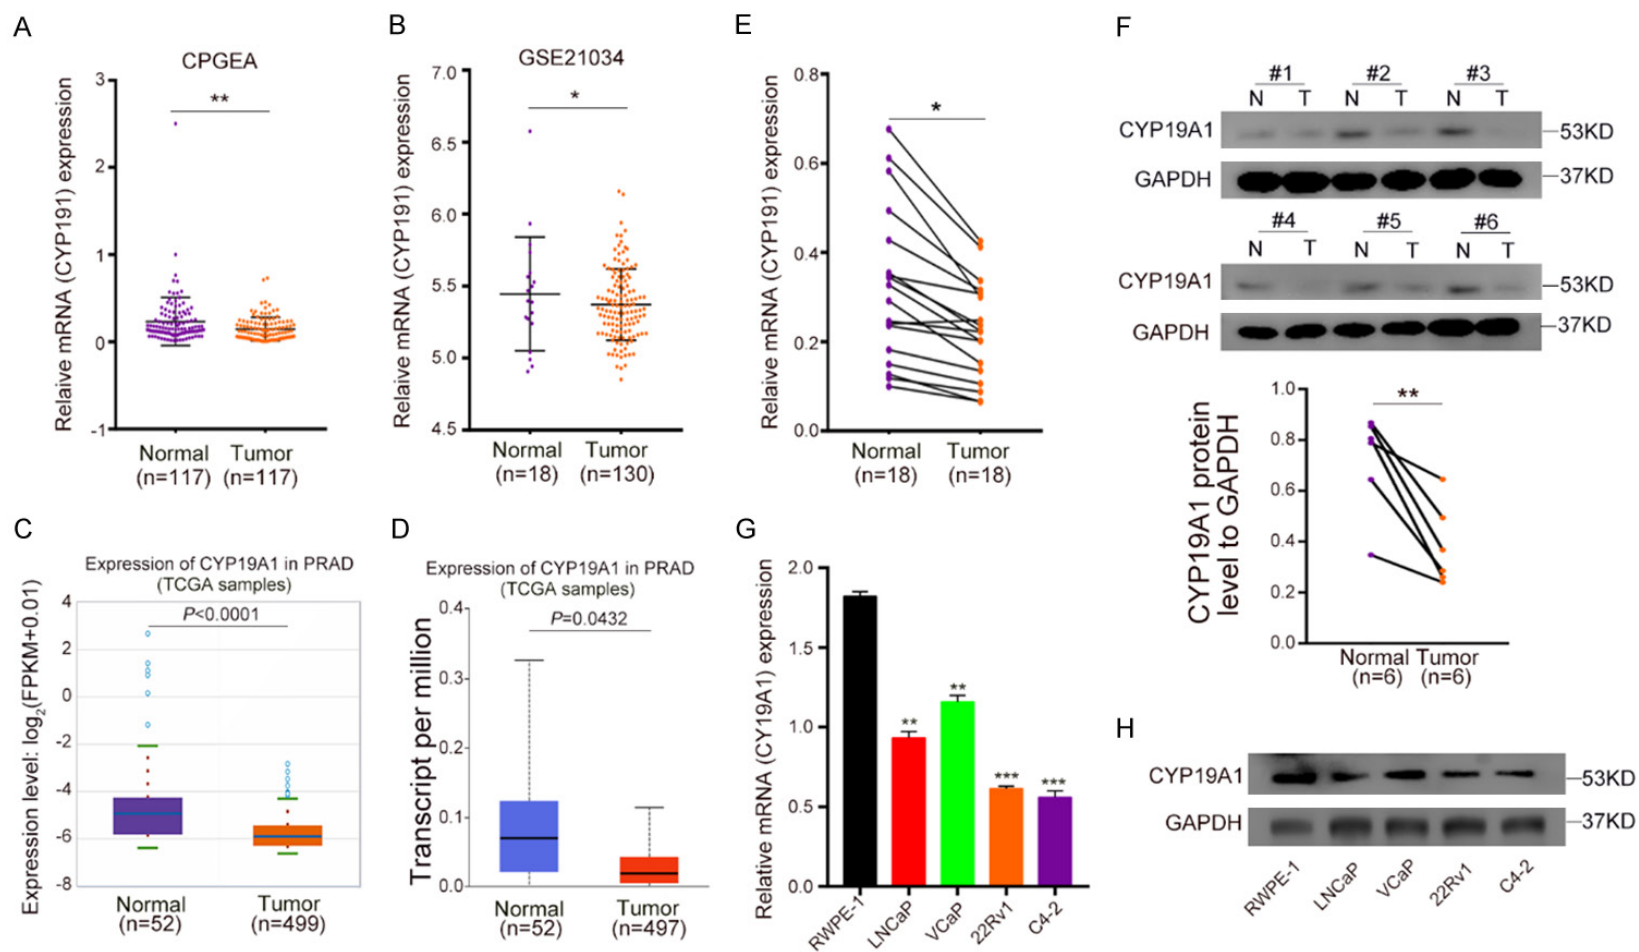 A
CPGEA
Relaive mRNA (CYP191) expression
3
2
1
0
-1
**
Normal
(n=117)
Tumor
(n=117)
B
GSE21034
Relaive mRNA (CYP191) expression
7.0
6.5
6.0
5.5
5.0
4.5
*
Normal
(n=18)
Tumor
(n=130)
E
Relaive mRNA (CYP191) expression
0.8
0.6
0.4
0.2
0.0
*
Normal
(n=18)
Tumor
(n=18)
F
#1 #2 #3
N T N T N T
CYP19A1
53KD
GAPDH
37KD
#4 #5 #6
N T N T N T
CYP19A1
53KD
GAPDH
37KD
CYP19A1 protein
level to GAPDH
1.0
0.8
0.6
0.4
0.2
0.0
**
Normal
(n=6)
Tumor
(n=6)
C
Expression of CYP19A1 in PRAD
(TCGA samples)
Expression level: log2(FPKM+0.01)
4
2
0
-2
-4
-6
-8
P<0.0001
Normal
(n=52)
Tumor
(n=499)
D
Expression of CYP19A1 in PRAD
(TCGA samples)
Transcript per million
0.4
0.3
0.2
0.1
0.0
P=0.0432
Normal
(n=52)
Tumor
(n=497)
G
Relative mRNA (CY19A1) expression
2.0
1.5
1.0
0.5
0.0
**
**
***
***
RWPE-1
LNCaP
VCaP
22Rv1
C4-2
H
CYP19A1
53KD
GAPDH
37KD
RWPE-1
LNCaP
VCaP
22Rv1
C4-2